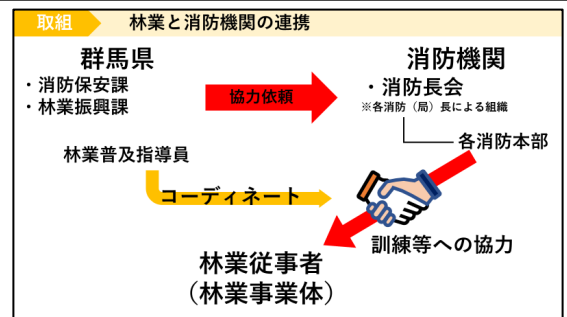 取組 林業と消防機関の連携
群馬県
・消防保安課
・林業振興課
協力依頼
消防機関
・消防長会
※各消防（局）長による組織
各消防本部
林業普及指導員
コーディネート
訓練等への協力
林業従事者
（林業事業体）